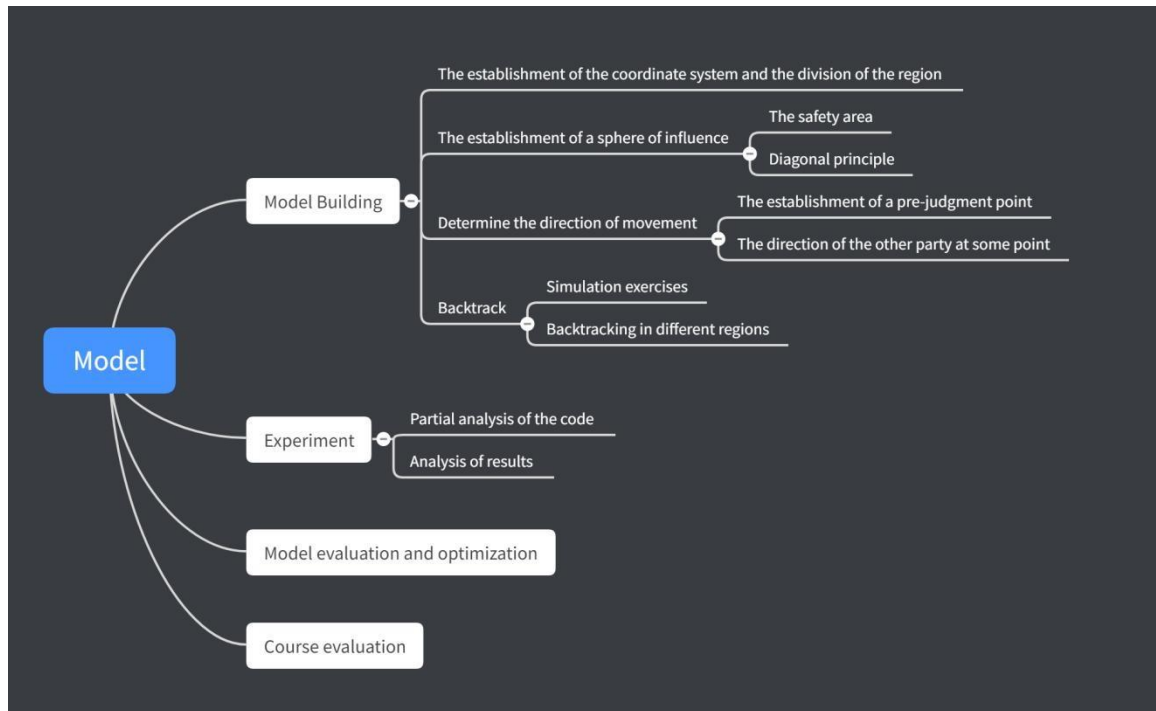 Model
Model Building
The establishment of the coordinate system and the division of the region
The establishment of a sphere of influence
The safety area
Diagonal principle
Determine the direction of movement
The establishment of a pre-judgment point
The direction of the other party at some point
Backtrack
Simulation exercises
Backtracking in different regions
Experiment
Partial analysis of the code
Analysis of results
Model evaluation and optimization
Course evaluation